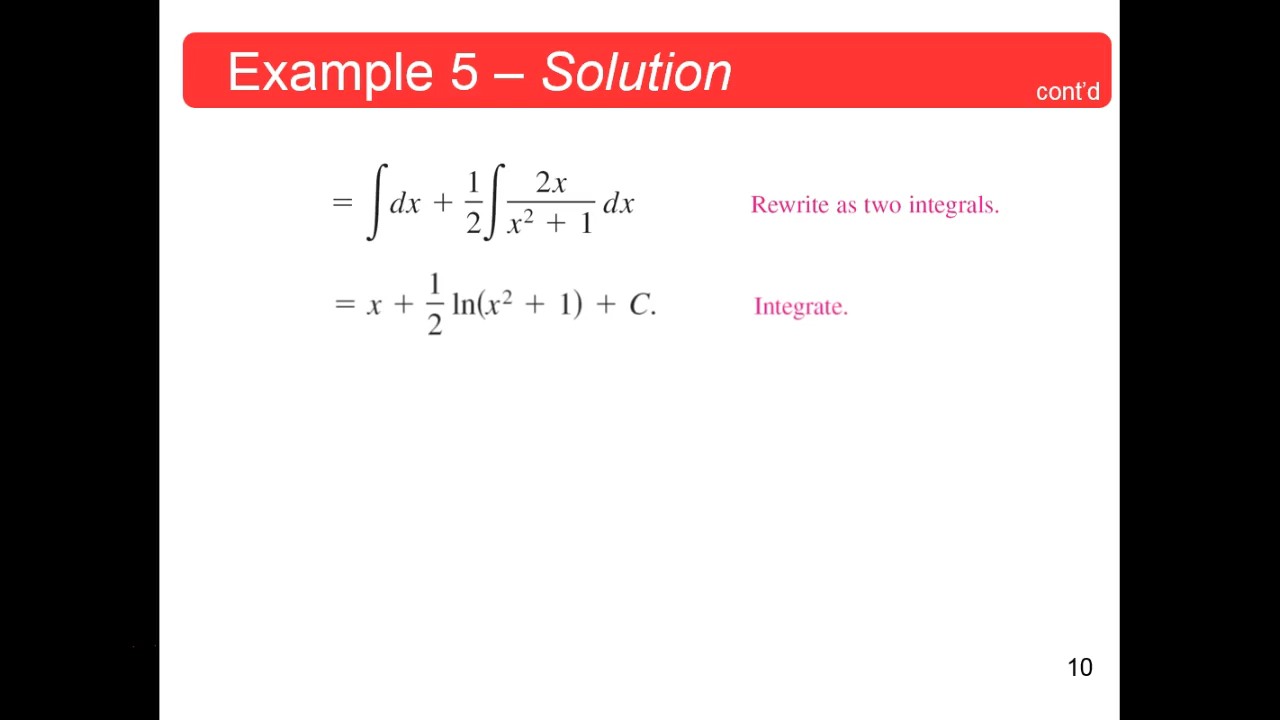 Example 5 – Solution
cont'd
= ∫ dx + 1/2 ∫ 2x/(x² + 1) dx
Rewrite as two integrals.
= x + 1/2 ln(x² + 1) + C.
Integrate.
10